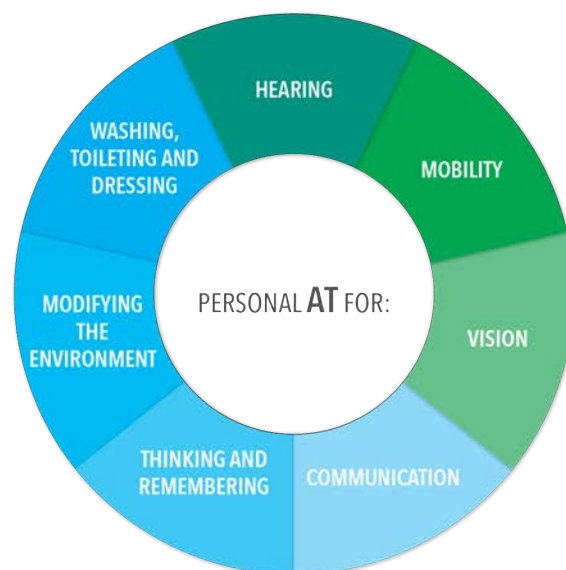 HEARING
MOBILITY
VISION
COMMUNICATION
THINKING AND
REMEMBERING
MODIFYING
THE
ENVIRONMENT
WASHING,
TOILETING AND
DRESSING
PERSONAL AT FOR: